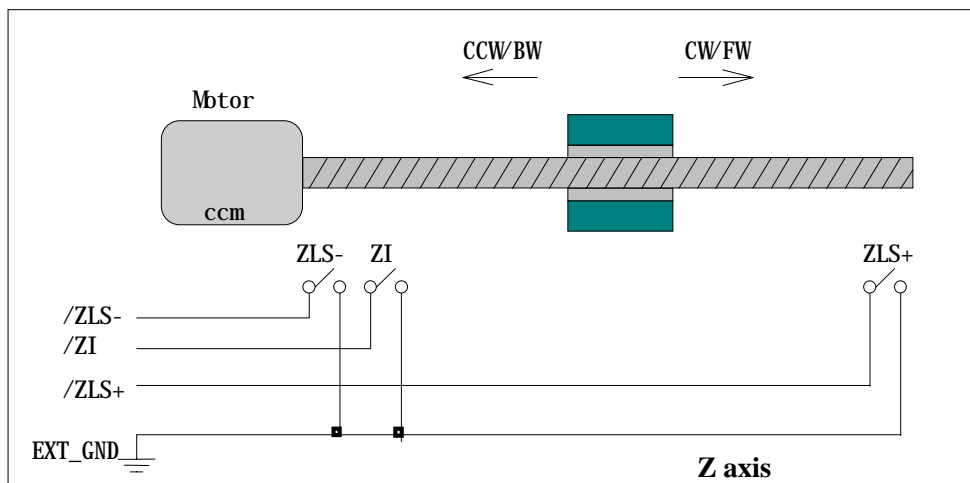 CCW/BW CW/FW
Motor
ccm
ZLS- ZI ZLS+
/ZLS-
/ZI
/ZLS+
EXT_GND
Z axis